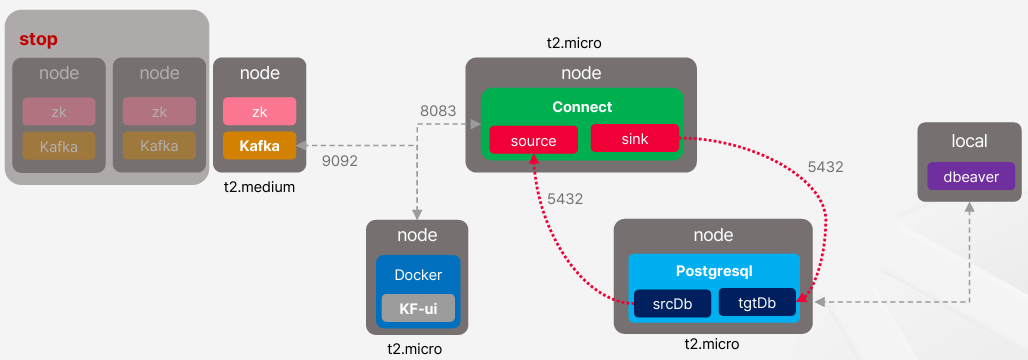 stop
node
zk
Kafka
node
zk
Kafka
node
zk
Kafka
t2.medium
9092
8083
node
Docker
KF-ui
t2.micro
t2.micro
node
Connect
source
sink
5432
5432
node
Postgresql
srcDb
tgtDb
t2.micro
local
dbeaver